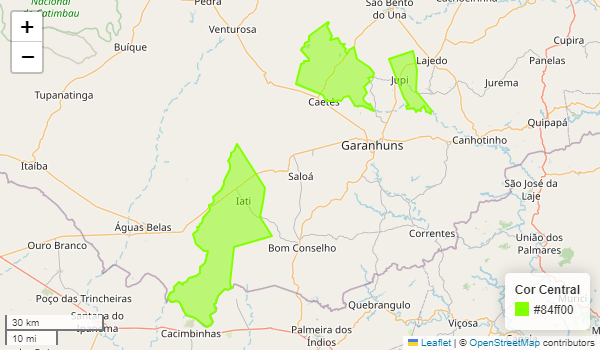 Nacional
do Catimbau
Pedra
São Bento
do Una
Cachoeirinha
Venturosa
Cupira
Buíque
Lajedo
Panelas
Jupi
Jurema
Tupanatinga
Caetés
Quipapá
Garanhuns
Canhotinho
Itaíba
Saloá
São José da
Laje
Iati
Águas Belas
Correntes
União dos
Palmares
Ouro Branco
Bom Conselho
Poço das Trincheiras
Quebrangulo
Murici
Santana do
Ipanema
Cacimbinhas
Viçosa
Palmeira dos
Índios
+
−
Cor Central
#84ff00
30 km
10 mi
Leaflet | © OpenStreetMap contributors